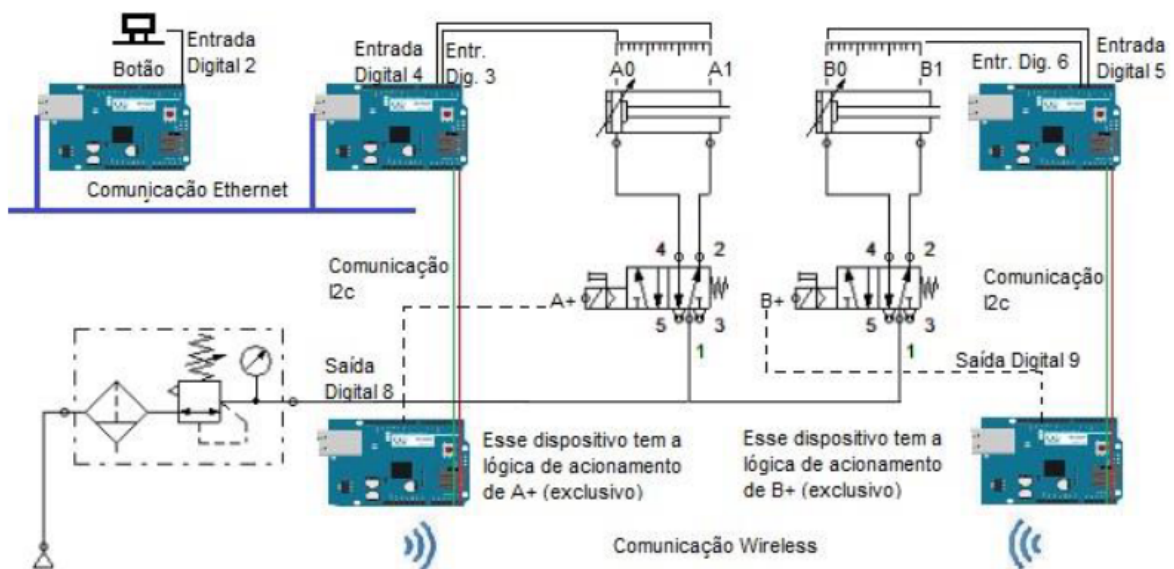 Botão
Entrada
Digital 2
Entrada
Digital 4
Entr.
Dig. 3
A0
A1
B0
B1
Entr. Dig. 6
Entrada
Digital 5
Comunicação Ethernet
Comunicação
I2c
4
2
A+
5
3
1
4
2
B+
5
3
1
Comunicação
I2c
Saída
Digital 8
Saída Digital 9
Esse dispositivo tem a
lógica de acionamento
de A+ (exclusivo)
Esse dispositivo tem a
lógica de acionamento
de B+ (exclusivo)
Comunicação Wireless